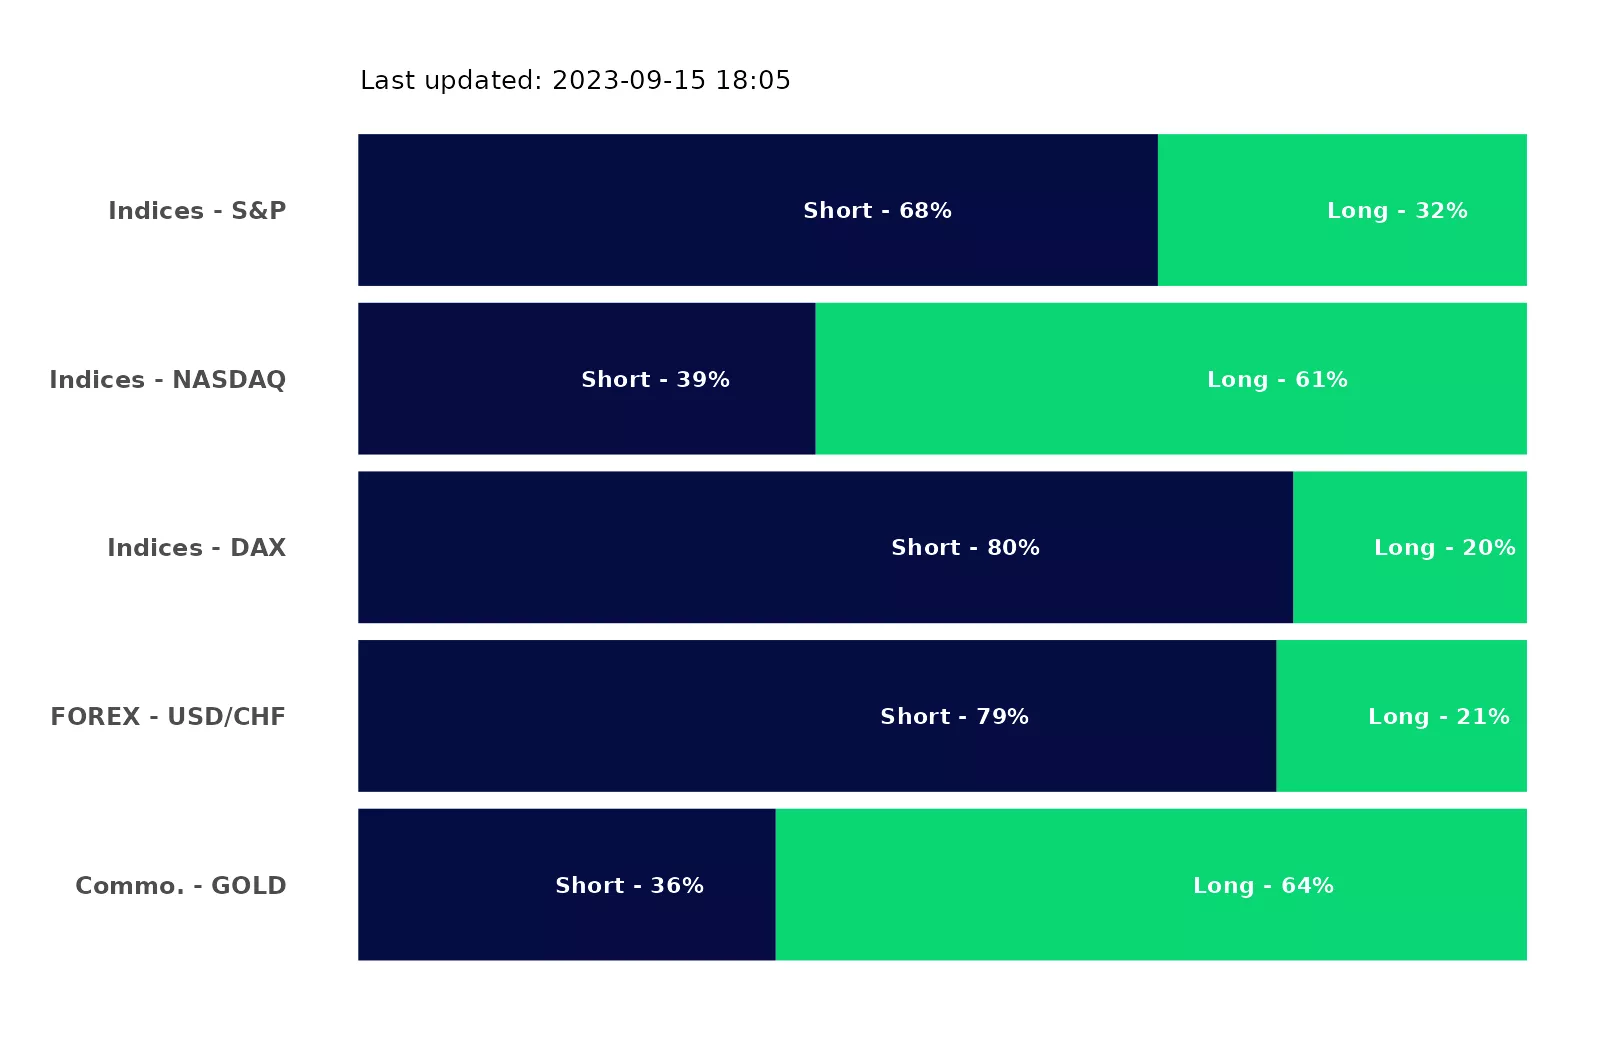 Last updated: 2023-09-15 18:05
Indices - S&P Short - 68% Long - 32%
Indices - NASDAQ Short - 39% Long - 61%
Indices - DAX Short - 80% Long - 20%
FOREX - USD/CHF Short - 79% Long - 21%
Commo. - GOLD Short - 36% Long - 64%